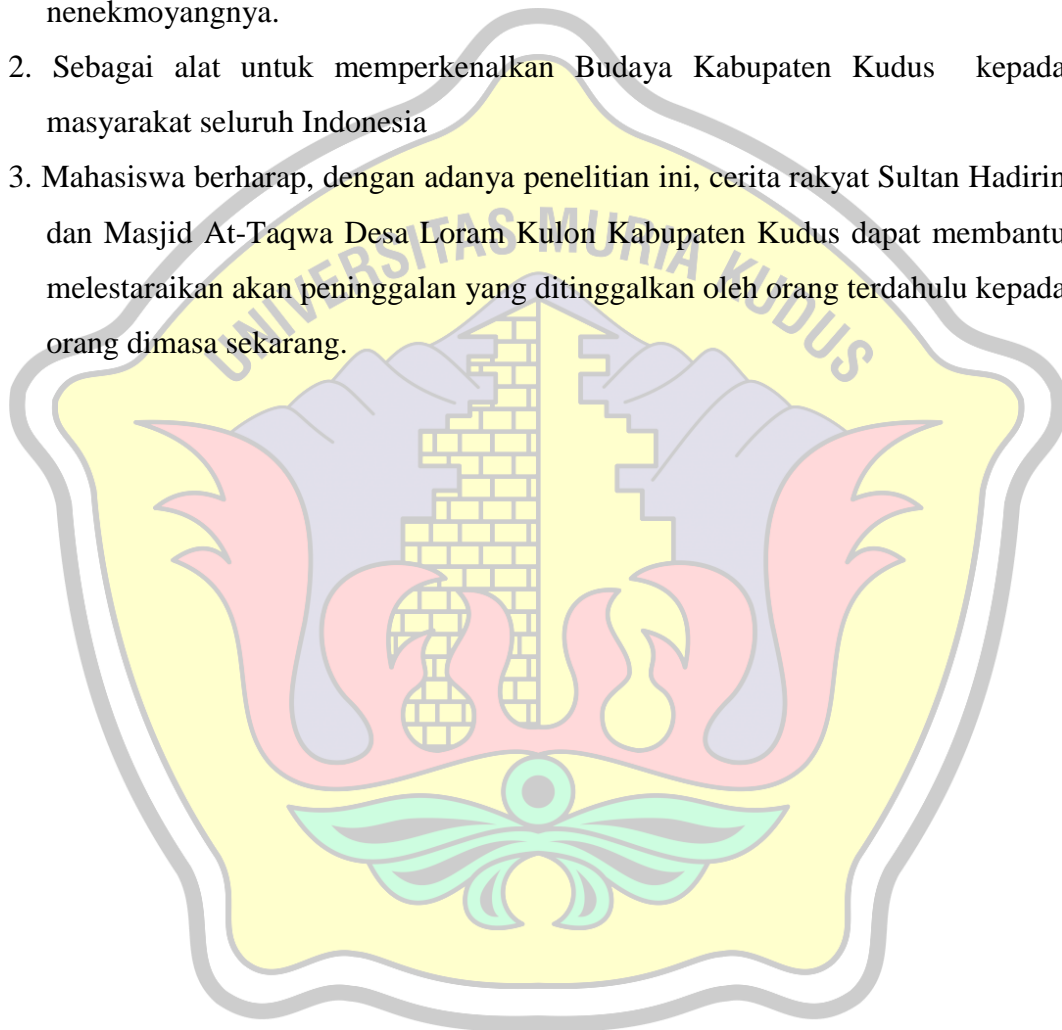 nenekmoyangnya.
2. Sebagai alat untuk memperkenalkan Budaya Kabupaten Kudus kepada
masyarakat seluruh Indonesia
3. Mahasiswa berharap, dengan adanya penelitian ini, cerita rakyat Sultan Hadirin
dan Masjid At-Taqwa Desa Loram Kulon Kabupaten Kudus dapat membantu
melestaraikan akan peninggalan yang ditinggalkan oleh orang terdahulu kepada
orang dimasa sekarang.
UNIVERSITAS MURIA KUDUS